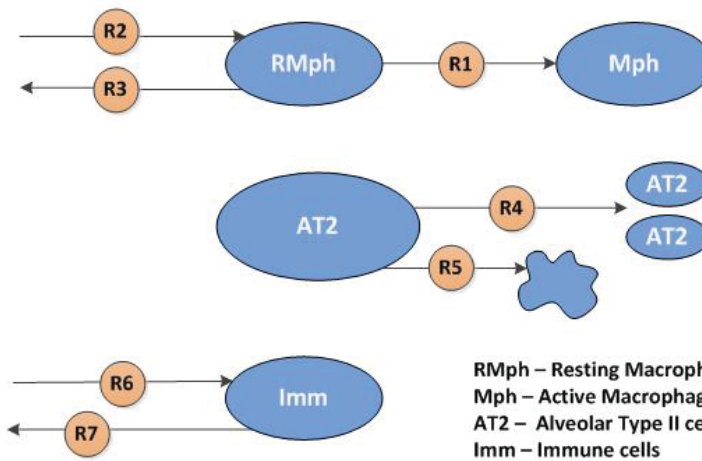 R2
RMph
R1
Mph
R3
AT2
R4
AT2
AT2
R5
R6
Imm
R7
RMph – Resting Macroph
Mph – Active Macrophag
AT2 – Alveolar Type II ce
Imm – Immune cells